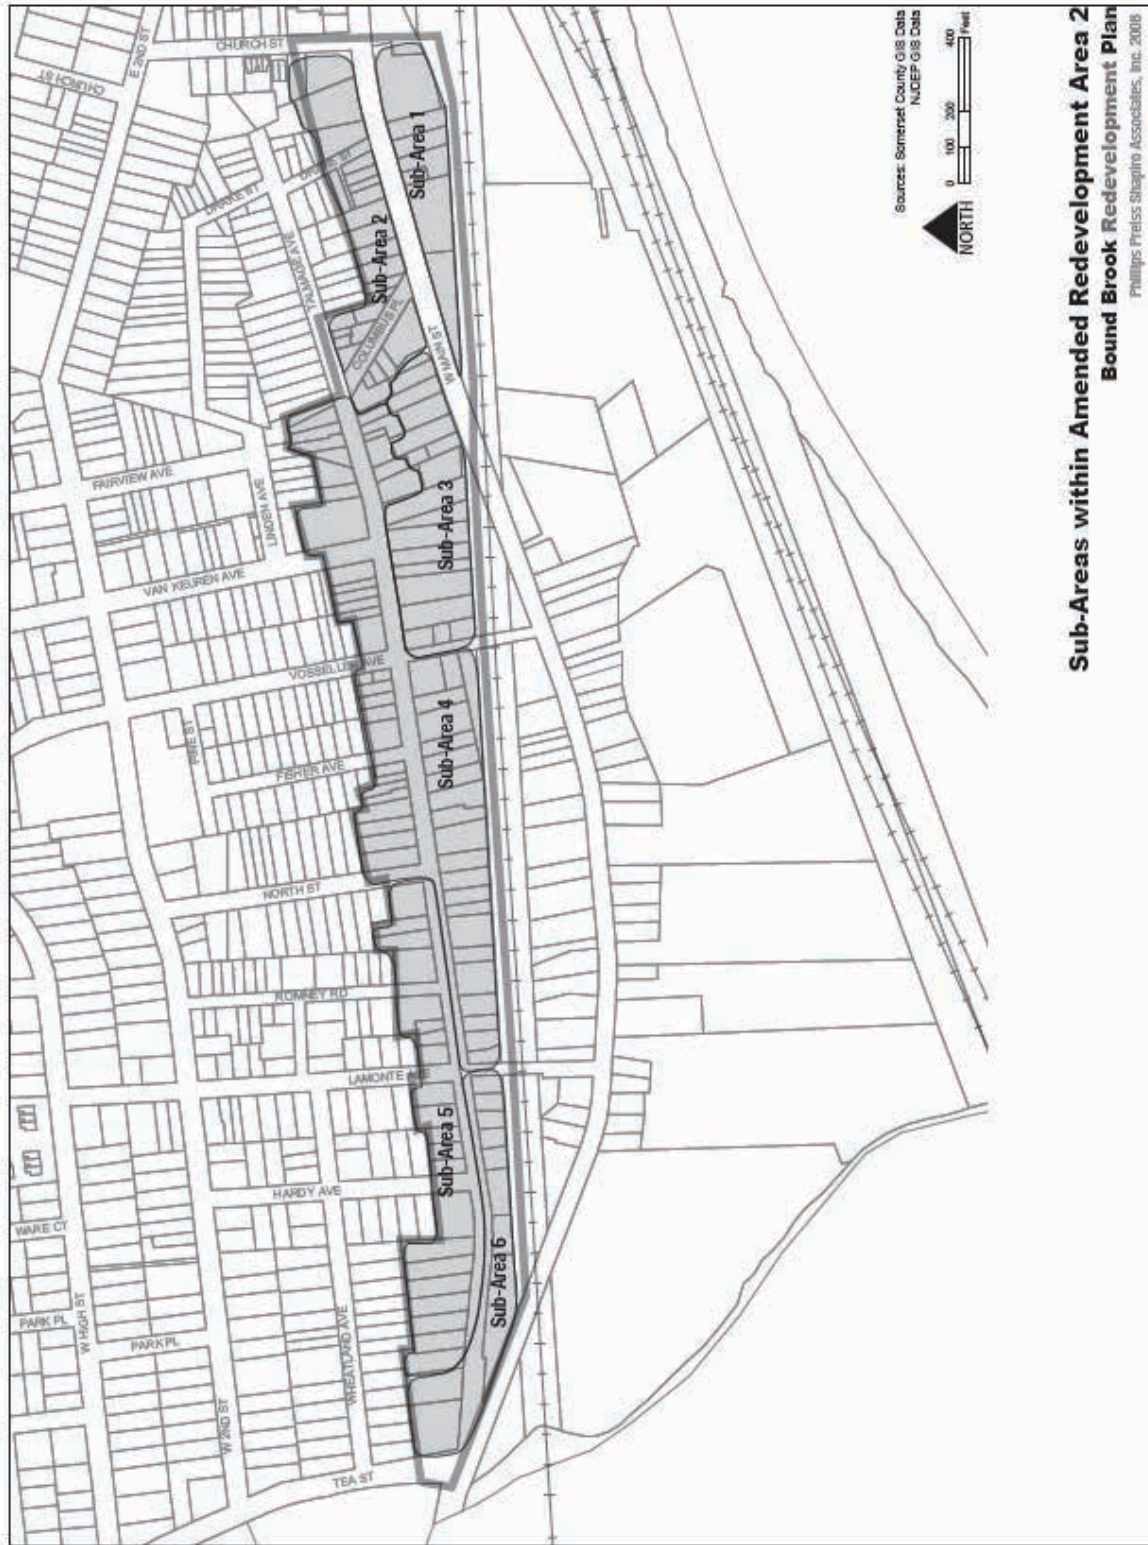 Sub-Areas within Amended Redevelopment Area 2
Bound Brook Redevelopment Plan
Phillips Preiss Shapiro Associates, Inc. 2008
Sources: Somerset County GIS Data
NJDEP GIS Data
0 100 200 400
Feet
NORTH
CHURCH ST
E 2ND ST
CHURCH ST
DRAKE ST
TALMAGE AVE
COLUMBUS PL
W MAIN ST
FAIRVIEW AVE
LINDEN AVE
VAN KEUREN AVE
VOSSELLER AVE
PINE ST
FISHER AVE
NORTH ST
ROMNEY RD
LAMONTE AVE
HARDY AVE
WARE CT
PARK PL
W HIGH ST
PARK PL
WHEATLAND AVE
W 2ND ST
TEA ST
Sub-Area 1
Sub-Area 2
Sub-Area 3
Sub-Area 4
Sub-Area 5
Sub-Area 6